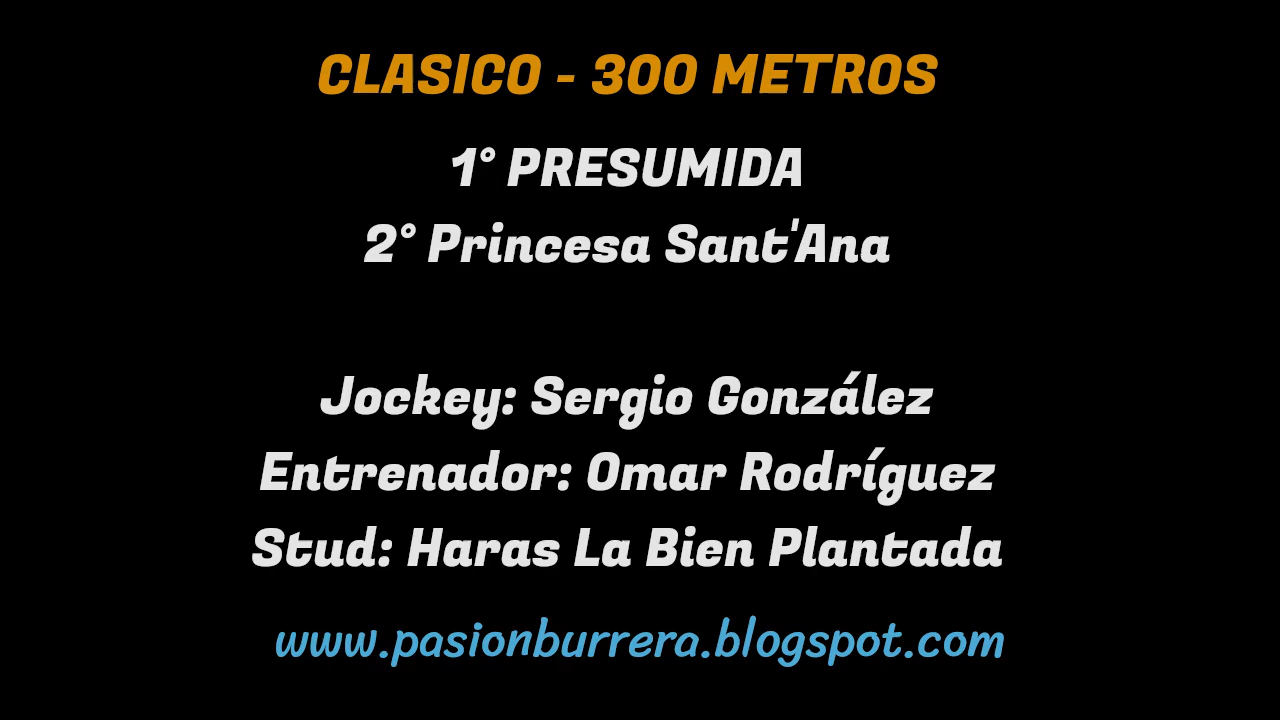 CLASICO - 300 METROS
1° PRESUMIDA
2° Princesa Sant'Ana
Jockey: Sergio González
Entrenador: Omar Rodríguez
Stud: Haras La Bien Plantada
www.pasionburrera.blogspot.com